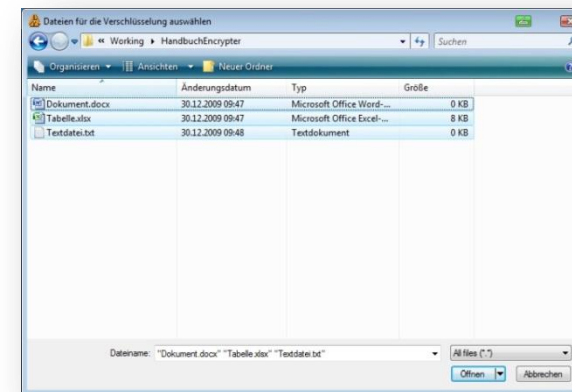 Dateien für die Verschlüsselung auswählen
« Working HandbuchEncrypter Suchen
Organisieren Ansichten Neuer Ordner
Name Änderungsdatum Typ Größe
Dokument.docx 30.12.2009 09:47 Microsoft Office Word-... 0 KB
Tabelle.xlsx 30.12.2009 09:47 Microsoft Office Excel-... 8 KB
Textdatei.txt 30.12.2009 09:48 Textdokument 0 KB
Dateiname: "Dokument.docx" "Tabelle.xlsx" "Textdatei.txt" All files (*.*)
Öffnen Abbrechen